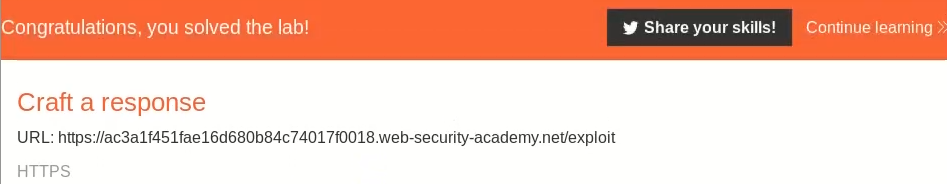 Congratulations, you solved the lab!
Share your skills!
Continue learning
Craft a response
URL: https://ac3a1f451fae16d680b84c74017f0018.web-security-academy.net/exploit
HTTPS